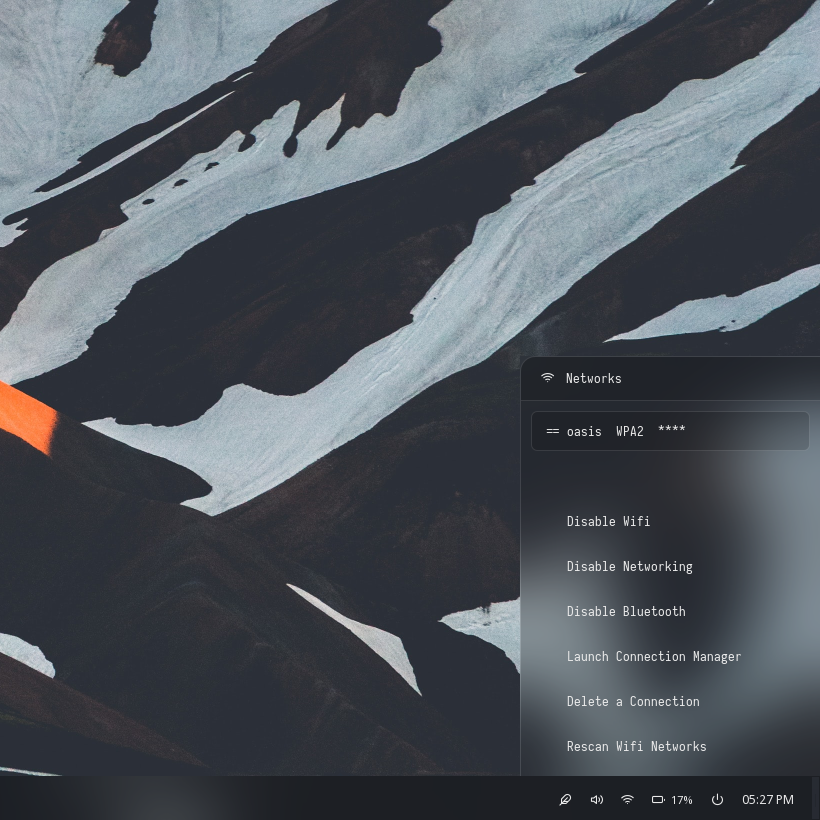 Networks
== oasis WPA2 ****
Disable Wifi
Disable Networking
Disable Bluetooth
Launch Connection Manager
Delete a Connection
Rescan Wifi Networks
17% 05:27 PM